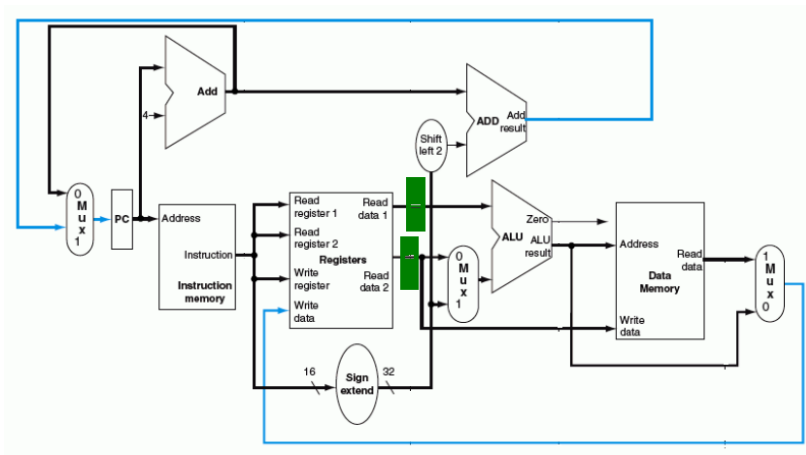 Add
4
ADD
Add
result
Shift
left 2
0
M
u
x
1
PC
Address
Instruction
Instruction
memory
Read
register 1
Read
register 2
Write
register
Write
data
Registers
Read
data 1
Read
data 2
16
Sign
extend
32
0
M
u
x
1
Zero
ALU
ALU
result
Address
Read
data
Data
Memory
Write
data
1
M
u
x
0